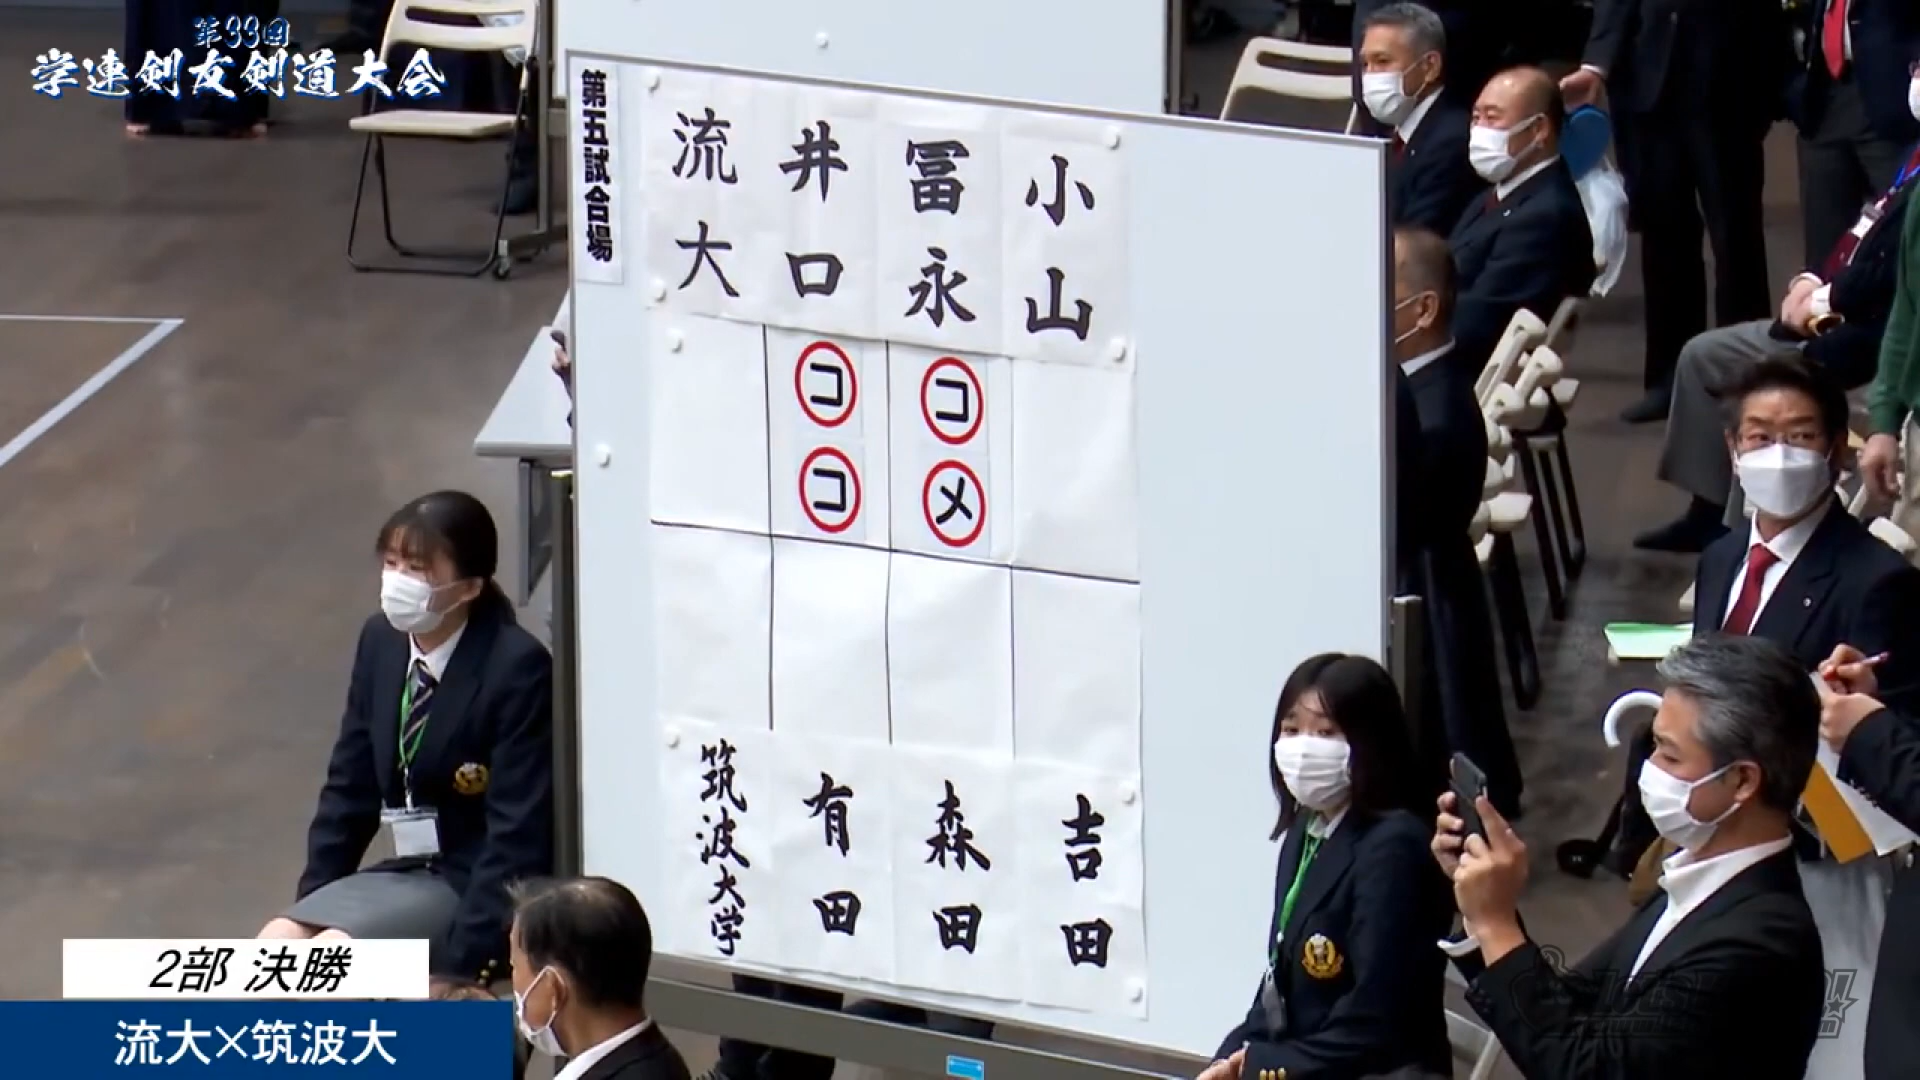 第33回
学連剣友剣道大会
第五試合場
流大
井口
冨永
小山
コ
コ
コ
メ
筑波大学
有田
森田
吉田
2部 決勝
流大×筑波大